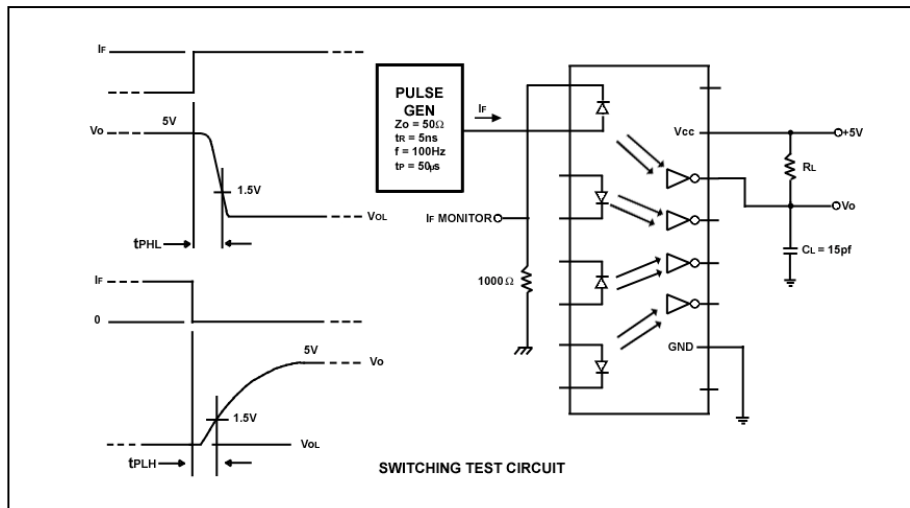 IF
VO
5V
1.5V
VOL
tPHL
IF
0
5V
VO
1.5V
VOL
tPLH
PULSE
GEN
ZO = 50Ω
tR = 5ns
f = 100Hz
tP = 50μs
IF
IF MONITOR
1000 Ω
VCC
+5V
RL
VO
CL = 15pf
GND
SWITCHING TEST CIRCUIT